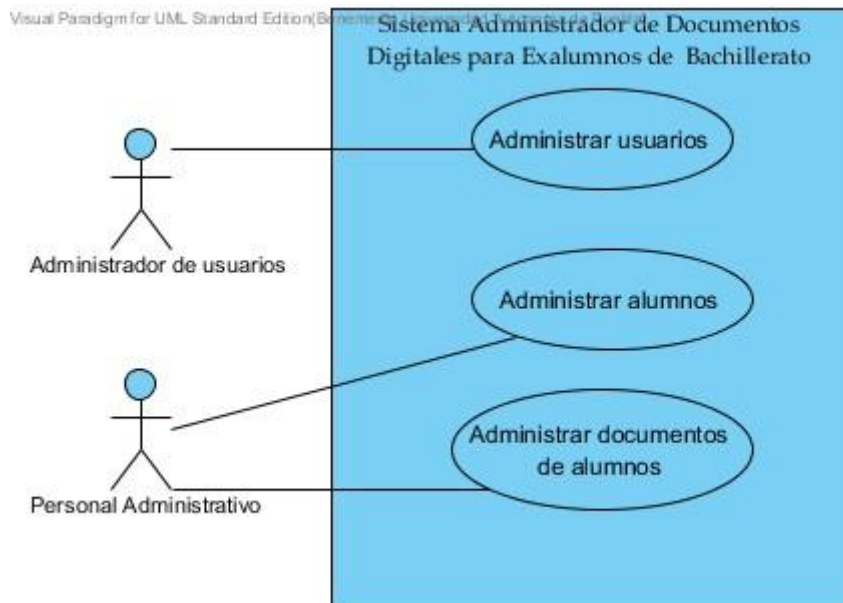 Visual Paradigm for UML Standard Edition(
Sistema Administrador de Documentos
Digitales para Exalumnos de Bachillerato
Administrar usuarios
Administrador de usuarios
Administrar alumnos
Administrar documentos
de alumnos
Personal Administrativo